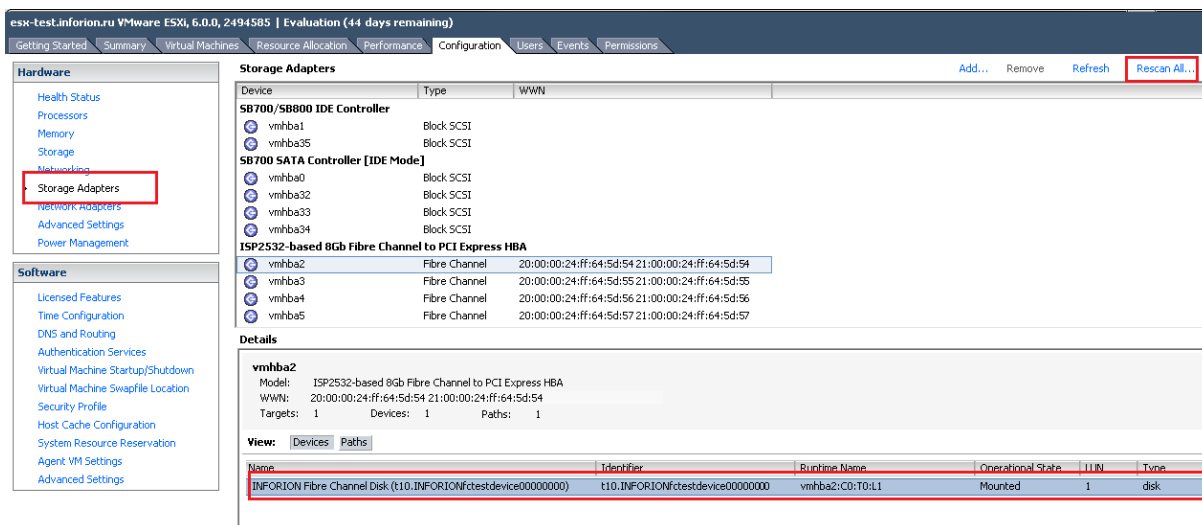 esx-test.inforion.ru VMware ESXi, 6.0.0, 2494585 | Evaluation (44 days remaining)
Getting Started Summary Virtual Machines Resource Allocation Performance Configuration Users Events Permissions
Hardware
Health Status
Processors
Memory
Storage
Networking
Storage Adapters
Network Adapters
Advanced Settings
Power Management
Software
Licensed Features
Time Configuration
DNS and Routing
Authentication Services
Virtual Machine Startup/Shutdown
Virtual Machine Swapfile Location
Security Profile
Host Cache Configuration
System Resource Reservation
Agent VM Settings
Advanced Settings
Storage Adapters
Add... Remove Refresh Rescan All...
Device Type WWN
SB700/SB800 IDE Controller
vmhba1 Block SCSI
vmhba35 Block SCSI
SB700 SATA Controller [IDE Mode]
vmhba0 Block SCSI
vmhba32 Block SCSI
vmhba33 Block SCSI
vmhba34 Block SCSI
ISP2532-based 8Gb Fibre Channel to PCI Express HBA
vmhba2 Fibre Channel 20:00:00:24:ff:64:5d:54 21:00:00:24:ff:64:5d:54
vmhba3 Fibre Channel 20:00:00:24:ff:64:5d:55 21:00:00:24:ff:64:5d:55
vmhba4 Fibre Channel 20:00:00:24:ff:64:5d:56 21:00:00:24:ff:64:5d:56
vmhba5 Fibre Channel 20:00:00:24:ff:64:5d:57 21:00:00:24:ff:64:5d:57
Details
vmhba2
Model: ISP2532-based 8Gb Fibre Channel to PCI Express HBA
WWN: 20:00:00:24:ff:64:5d:54 21:00:00:24:ff:64:5d:54
Targets: 1 Devices: 1 Paths: 1
View: Devices Paths
Name Identifier Runtime Name Operational State LUN Type
INFORION Fibre Channel Disk (t10.INFORIONfctestdevice00000000) t10.INFORIONfctestdevice00000000 vmhba2:C0:T0:L1 Mounted 1 disk